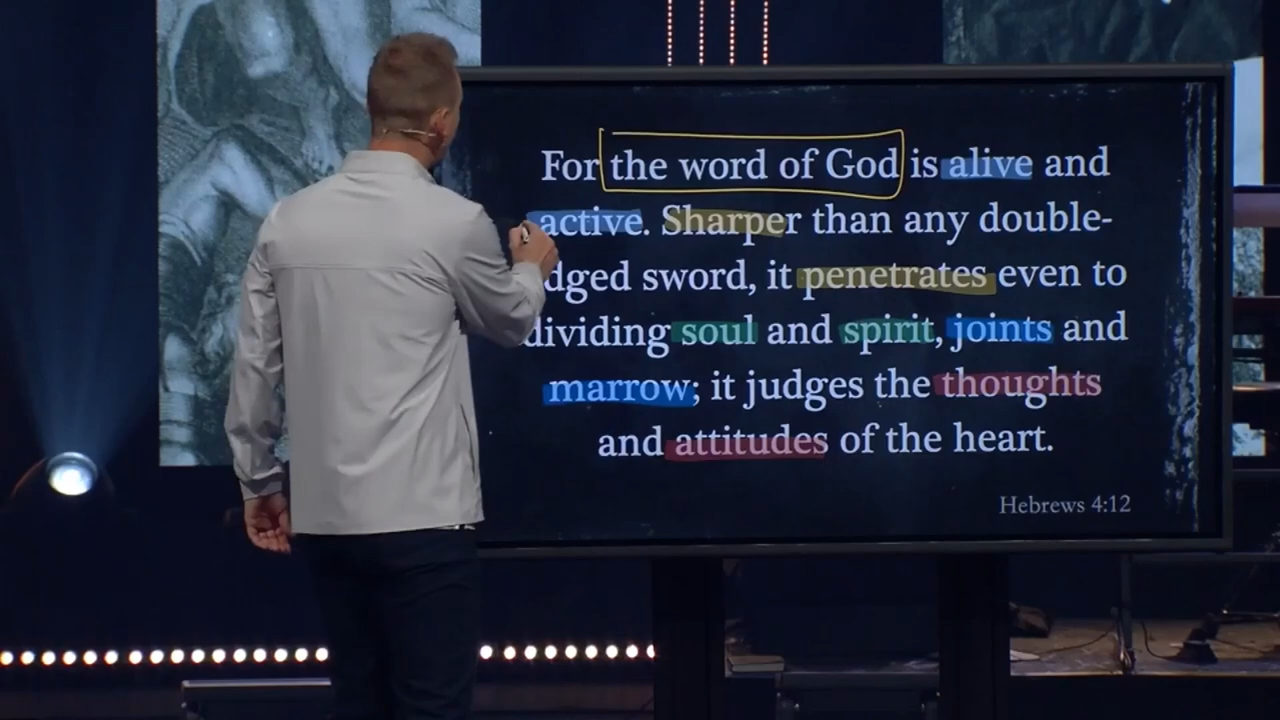 For the word of God is alive and
active. Sharper than any double-
dged sword, it penetrates even to
dividing soul and spirit, joints and
marrow; it judges the thoughts
and attitudes of the heart.
Hebrews 4:12